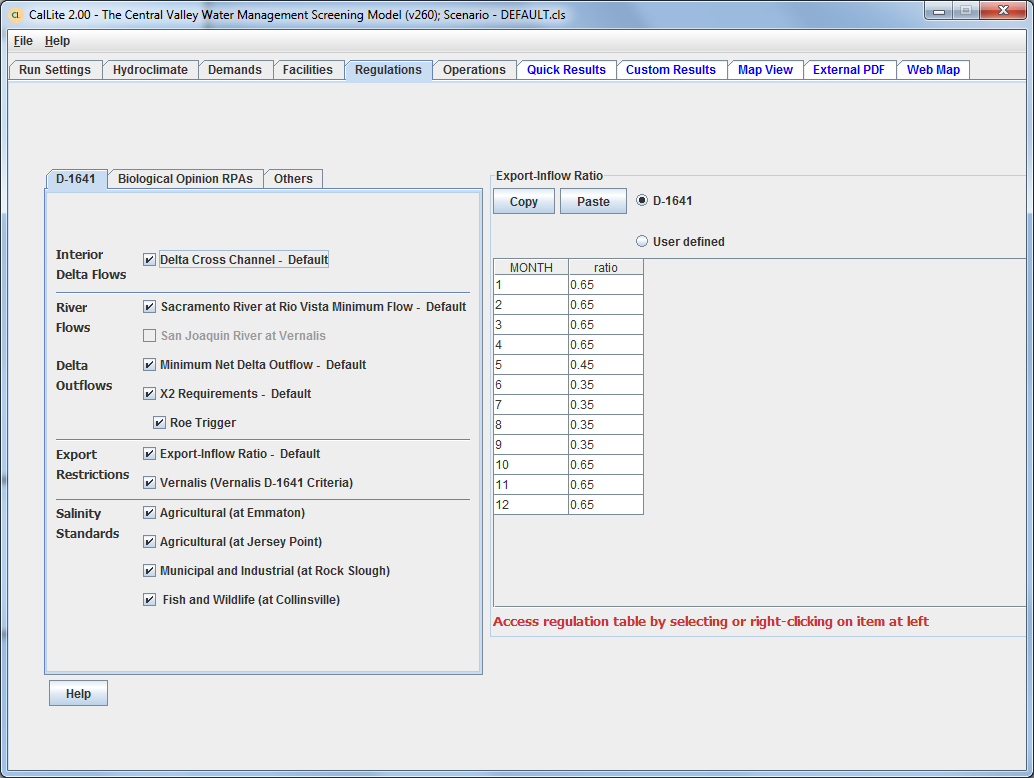 CL CalLite 2.00 - The Central Valley Water Management Screening Model (v260); Scenario - DEFAULT.cls
File Help
Run Settings Hydroclimate Demands Facilities Regulations Operations Quick Results Custom Results Map View External PDF Web Map
D-1641 Biological Opinion RPAs Others
Interior
Delta Flows
Delta Cross Channel - Default
River
Flows
Sacramento River at Rio Vista Minimum Flow - Default
San Joaquin River at Vernalis
Delta
Outflows
Minimum Net Delta Outflow - Default
X2 Requirements - Default
Roe Trigger
Export
Restrictions
Export-Inflow Ratio - Default
Vernalis (Vernalis D-1641 Criteria)
Salinity
Standards
Agricultural (at Emmaton)
Agricultural (at Jersey Point)
Municipal and Industrial (at Rock Slough)
Fish and Wildlife (at Collinsville)
Help
Export-Inflow Ratio
Copy Paste D-1641
User defined
MONTH ratio
1 0.65
2 0.65
3 0.65
4 0.65
5 0.45
6 0.35
7 0.35
8 0.35
9 0.35
10 0.65
11 0.65
12 0.65
Access regulation table by selecting or right-clicking on item at left